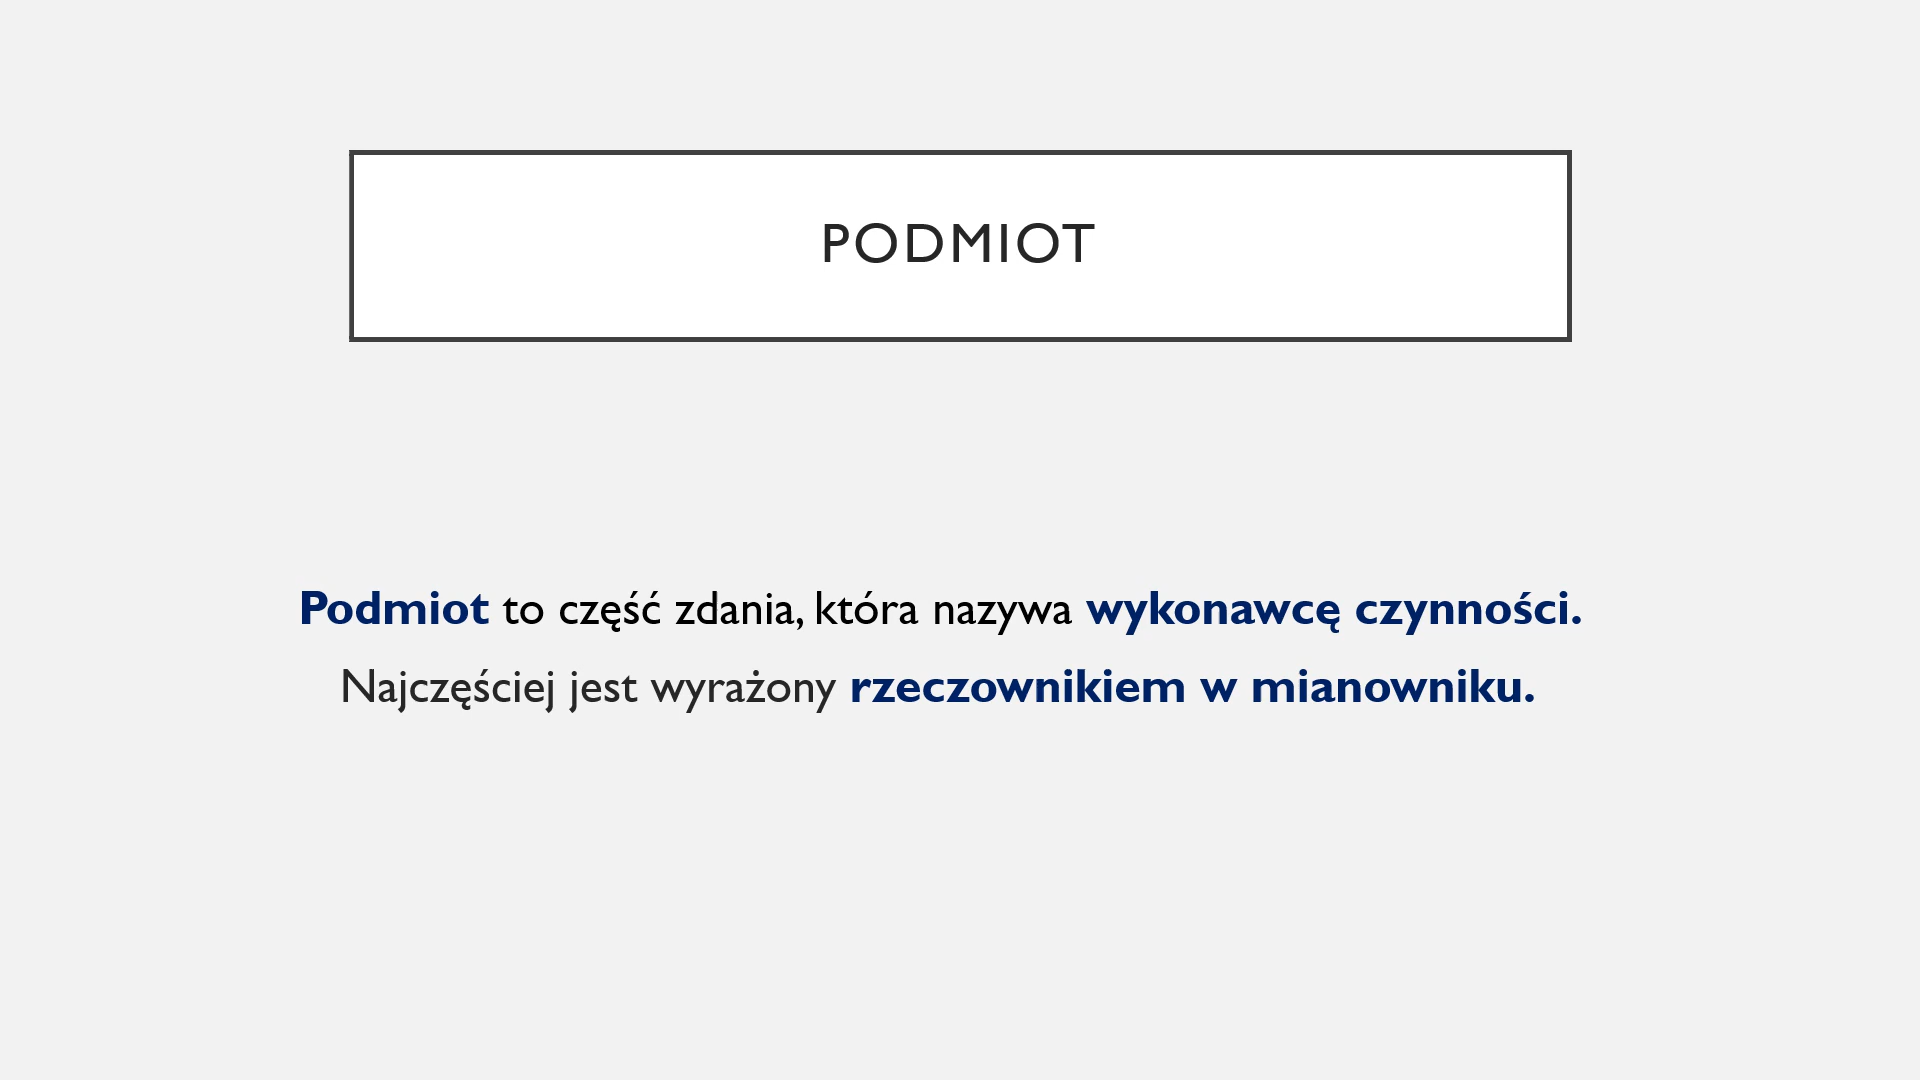 PODMIOT
Podmiot to część zdania, która nazywa wykonawcę czynności.
Najczęściej jest wyrażony rzeczownikiem w mianowniku.